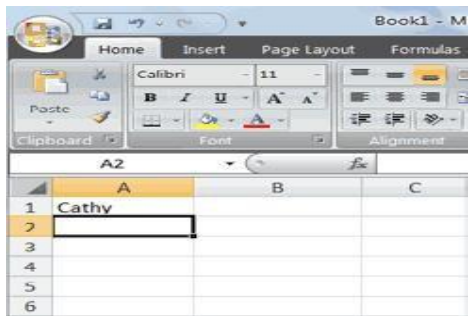 Book1 - M
Home Insert Page Layout Formulas
Calibri 11
Paste B I U A A
A
Clipboard Font Alignment
A2 fx
A B C
1 Cathy
2
3
4
5
6